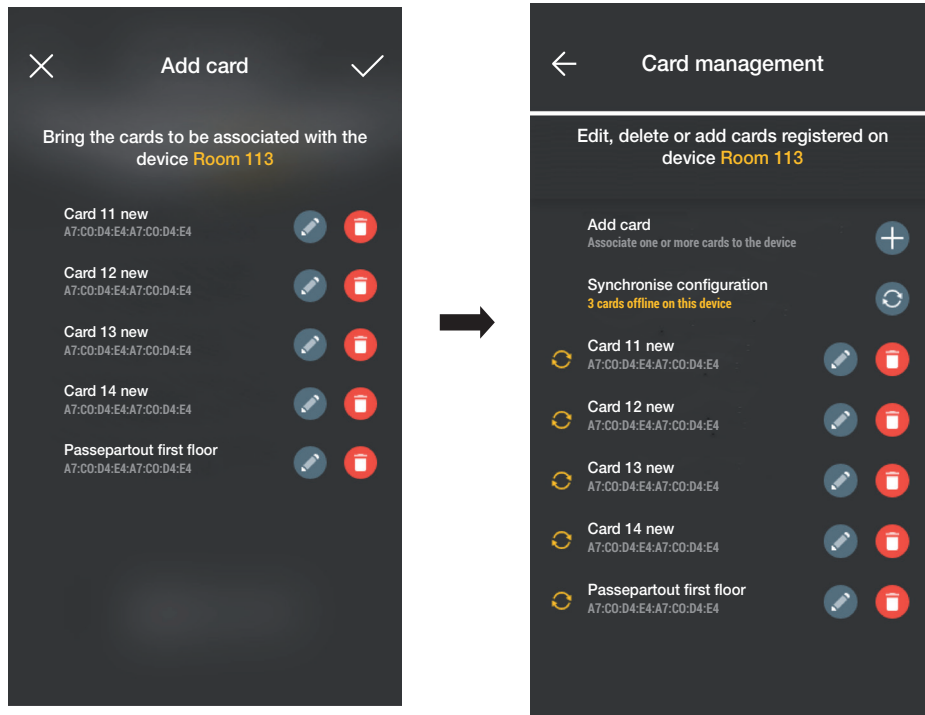 Add card
Bring the cards to be associated with the
device Room 113
Card 11 new
A7:C0:D4:E4:A7:C0:D4:E4
Card 12 new
A7:C0:D4:E4:A7:C0:D4:E4
Card 13 new
A7:C0:D4:E4:A7:C0:D4:E4
Card 14 new
A7:C0:D4:E4:A7:C0:D4:E4
Passepartout first floor
A7:C0:D4:E4:A7:C0:D4:E4
Card management
Edit, delete or add cards registered on
device Room 113
Add card
Associate one or more cards to the device
Synchronise configuration
3 cards offline on this device
Card 11 new
A7:C0:D4:E4:A7:C0:D4:E4
Card 12 new
A7:C0:D4:E4:A7:C0:D4:E4
Card 13 new
A7:C0:D4:E4:A7:C0:D4:E4
Card 14 new
A7:C0:D4:E4:A7:C0:D4:E4
Passepartout first floor
A7:C0:D4:E4:A7:C0:D4:E4